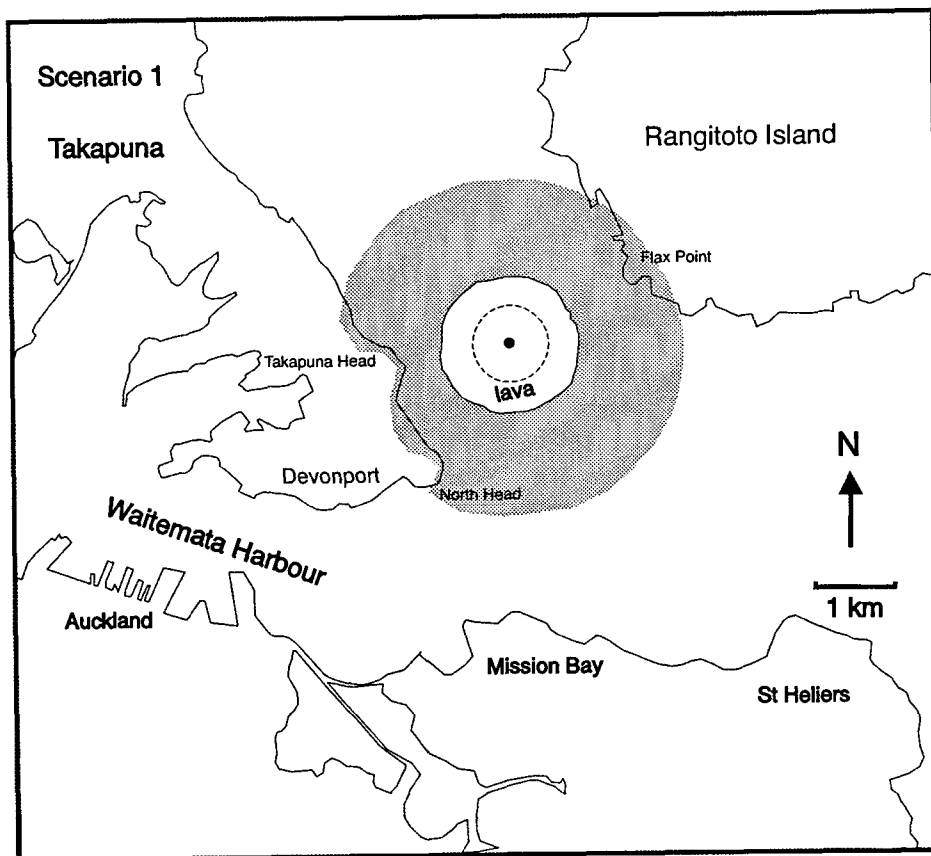 Scenario 1
Takapuna
Rangitoto Island
Flax Point
Takapuna Head
lava
Devonport
North Head
N
Waitemata Harbour
1 km
Auckland
Mission Bay
St Heliers